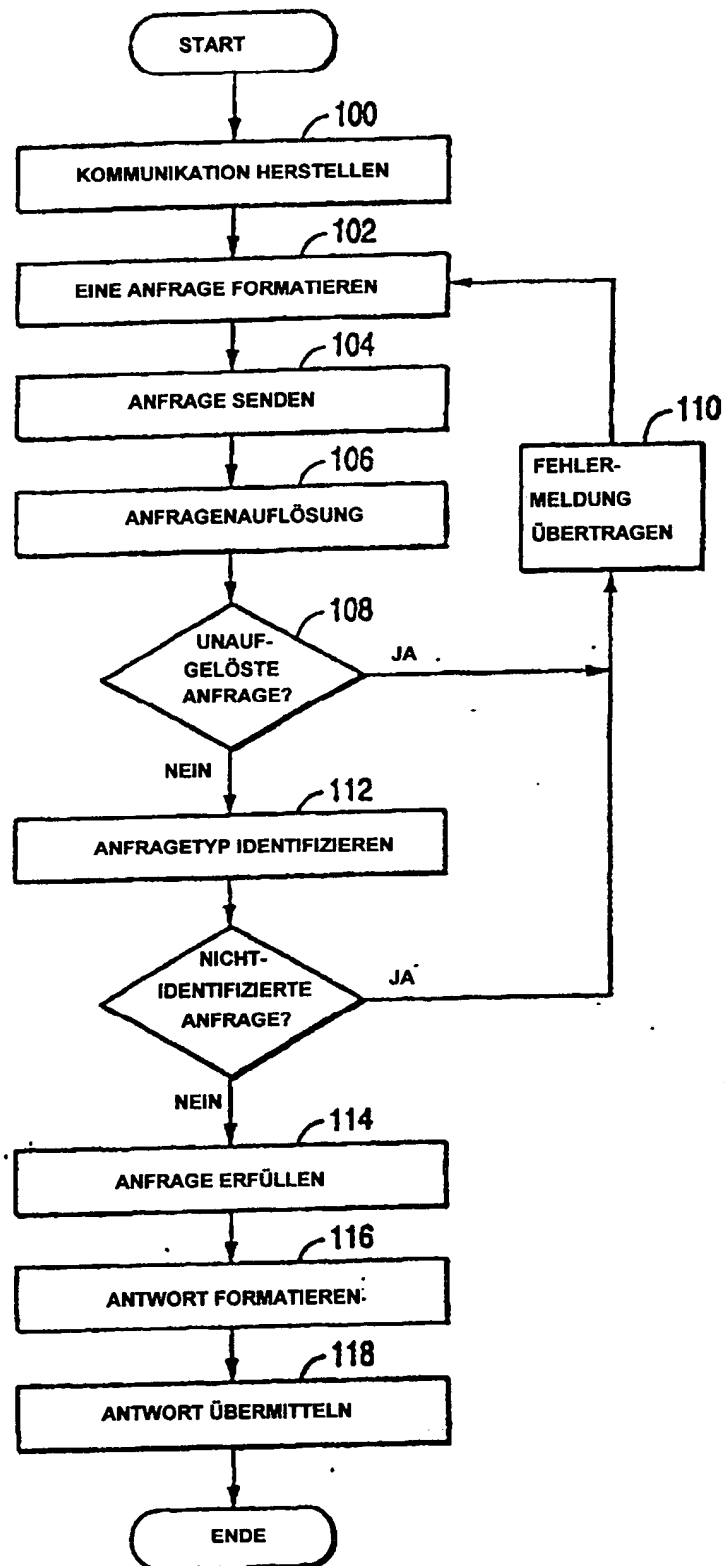 START
100
KOMMUNIKATION HERSTELLEN
102
EINE ANFRAGE FORMATIEREN
104
ANFRAGE SENDEN
110
FEHLER-
MELDUNG
ÜBERTRAGEN
106
ANFRAGENAUFLÖSUNG
108
UNAUF-
GELÖSTE
ANFRAGE?
JA
NEIN
112
ANFRAGETYP IDENTIFIZIEREN
NICHT-
IDENTIFIZIERTE
ANFRAGE?
JA
NEIN
114
ANFRAGE ERFÜLLEN
116
ANTWORT FORMATIEREN
118
ANTWORT ÜBERMITTELN
ENDE